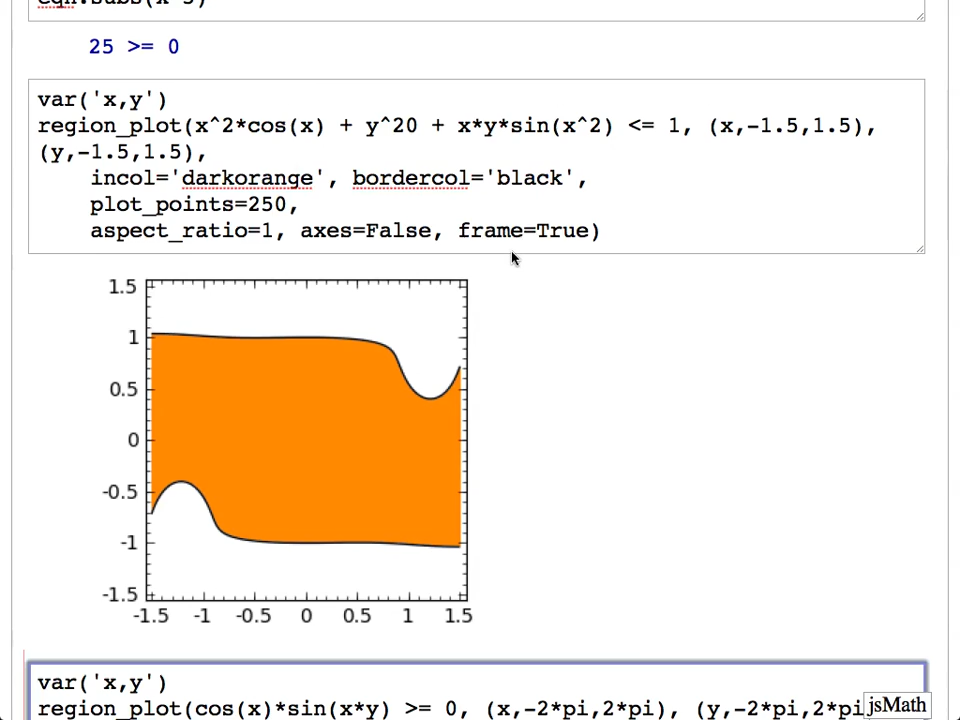 eqn.subs(x=5)
25 >= 0
var('x,y')
region_plot(x^2*cos(x) + y^20 + x*y*sin(x^2) <= 1, (x,-1.5,1.5),
(y,-1.5,1.5),
incol='darkorange', bordercol='black',
plot_points=250,
aspect_ratio=1, axes=False, frame=True)
1.5
1
0.5
0
-0.5
-1
-1.5
-1.5 -1 -0.5 0 0.5 1 1.5
var('x,y')
region_plot(cos(x)*sin(x*y) >= 0, (x,-2*pi,2*pi), (y,-2*pi,2*pi
jsMath